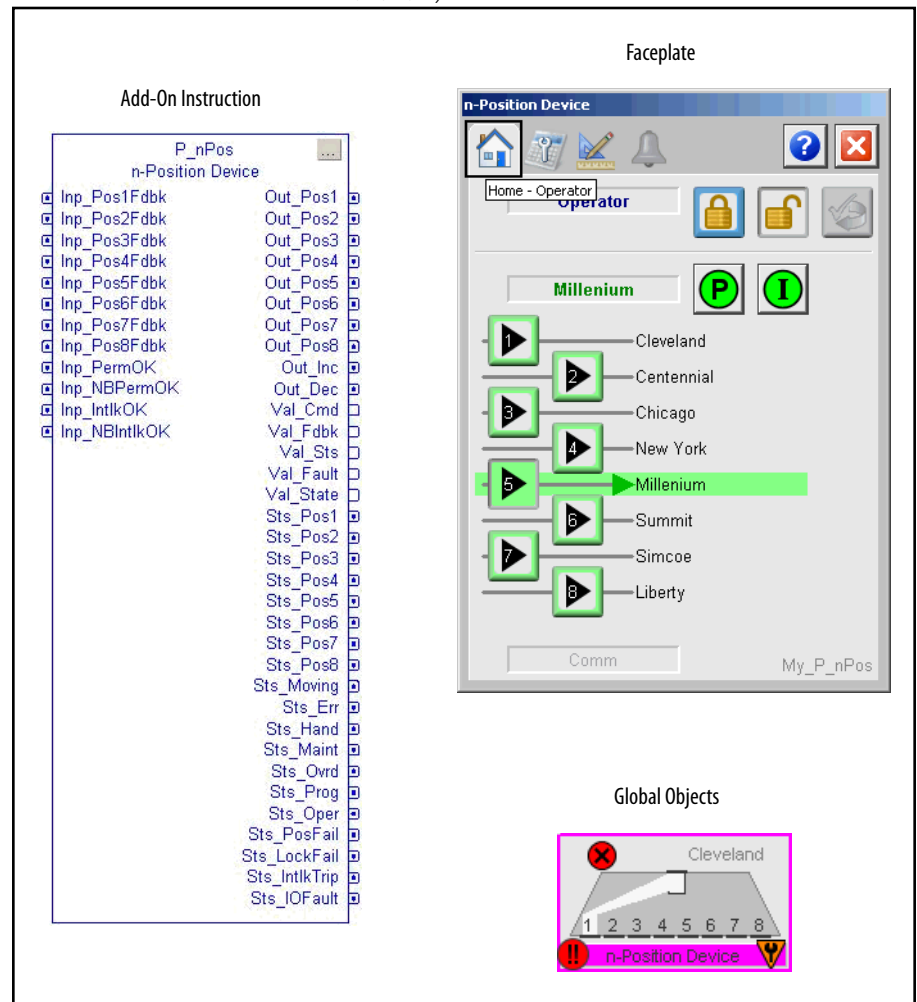 Faceplate
Add-On Instruction
P_nPos
...
n-Position Device
Inp_Pos1Fdbk Out_Pos1
Inp_Pos2Fdbk Out_Pos2
Inp_Pos3Fdbk Out_Pos3
Inp_Pos4Fdbk Out_Pos4
Inp_Pos5Fdbk Out_Pos5
Inp_Pos6Fdbk Out_Pos6
Inp_Pos7Fdbk Out_Pos7
Inp_Pos8Fdbk Out_Pos8
Inp_PermOK Out_Inc
Inp_NBPermOK Out_Dec
Inp_IntlkOK Val_Cmd
Inp_NBIntlkOK Val_Fdbk
Val_Sts
Val_Fault
Val_State
Sts_Pos1
Sts_Pos2
Sts_Pos3
Sts_Pos4
Sts_Pos5
Sts_Pos6
Sts_Pos7
Sts_Pos8
Sts_Moving
Sts_Err
Sts_Hand
Sts_Maint
Sts_Ovrd
Sts_Prog
Sts_Oper
Sts_PosFail
Sts_LockFail
Sts_IntlkTrip
Sts_IOFault
n-Position Device
?
Home - Operator
Operator
Millenium P I
1 Cleveland
2 Centennial
3 Chicago
4 New York
5 Millenium
6 Summit
7 Simcoe
8 Liberty
Comm My_P_nPos
Global Objects
Cleveland
1 2 3 4 5 6 7 8
!! n-Position Device